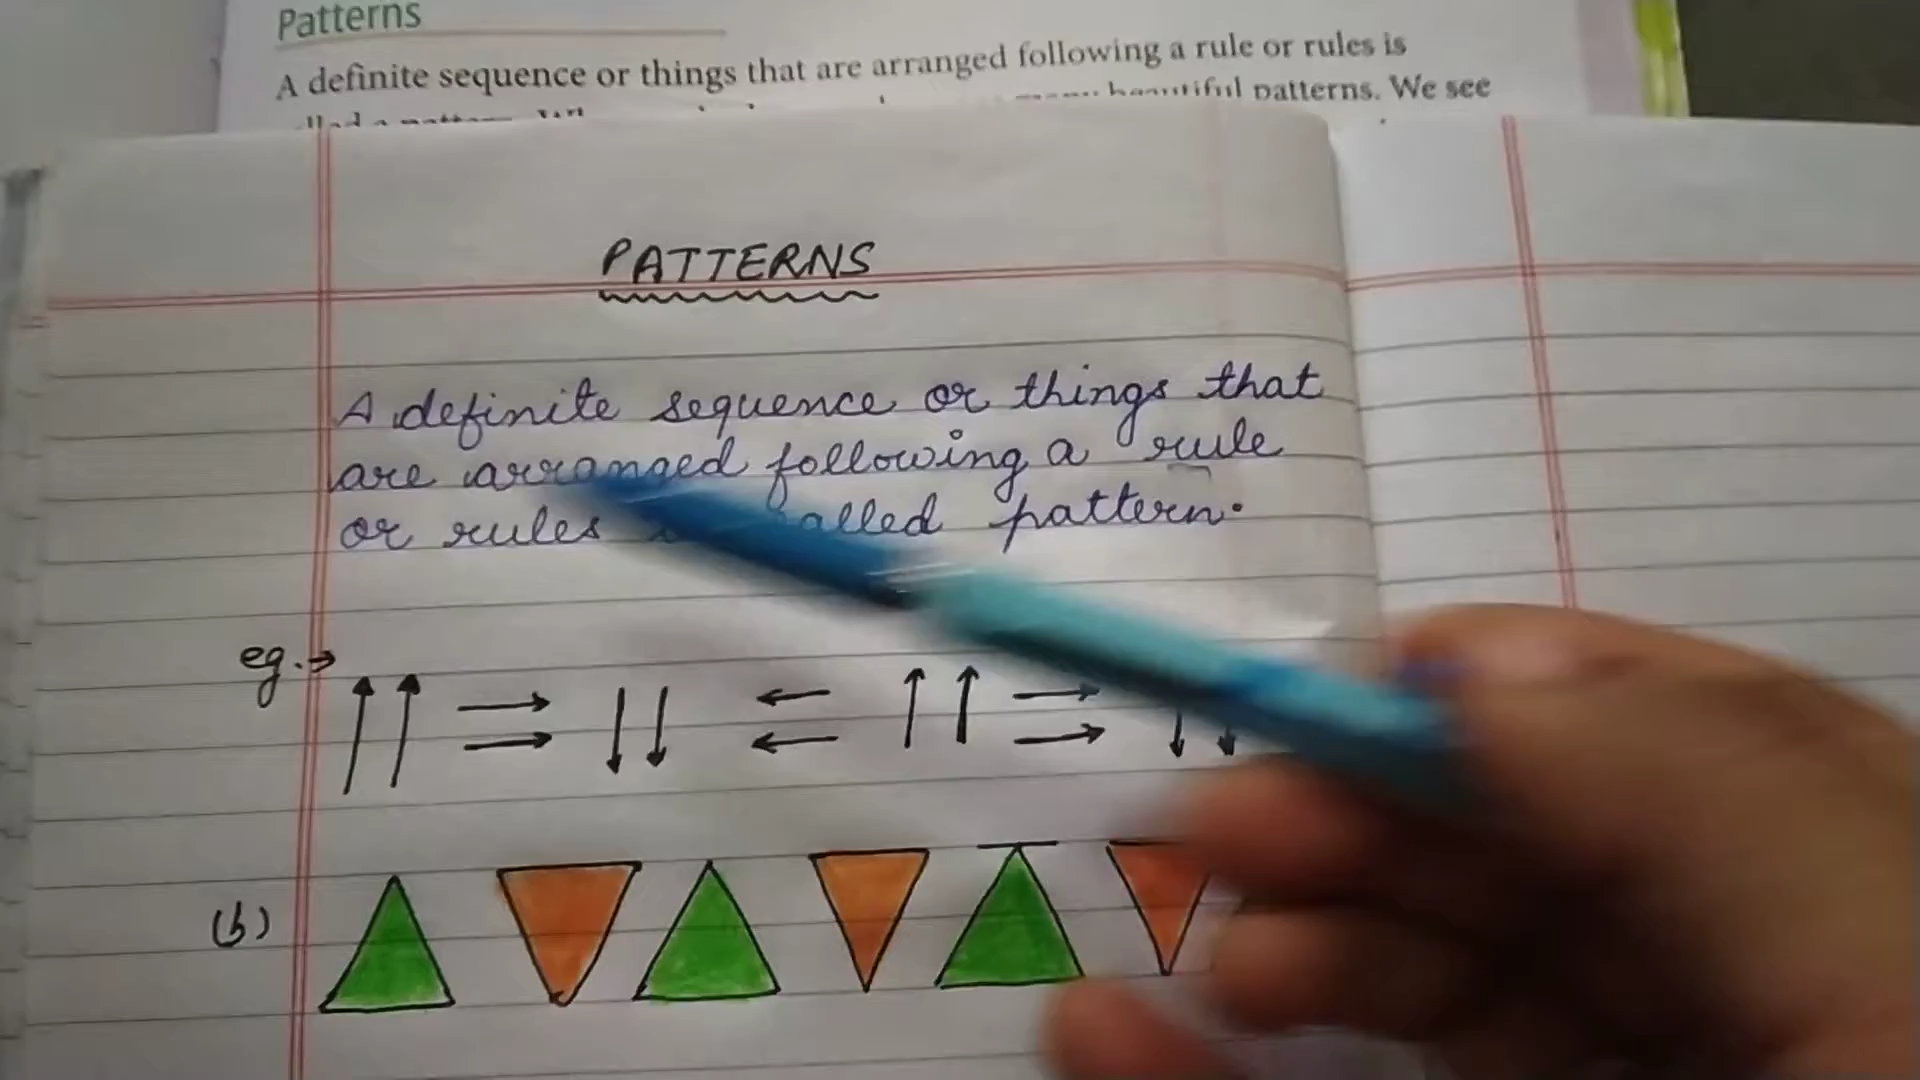 Patterns
A definite sequence or things that are arranged following a rule or rules is
beautiful patterns. We see
PATTERNS
A definite sequence or things that
are arranged following a rule
or rules called pattern.
eg.→
(b)